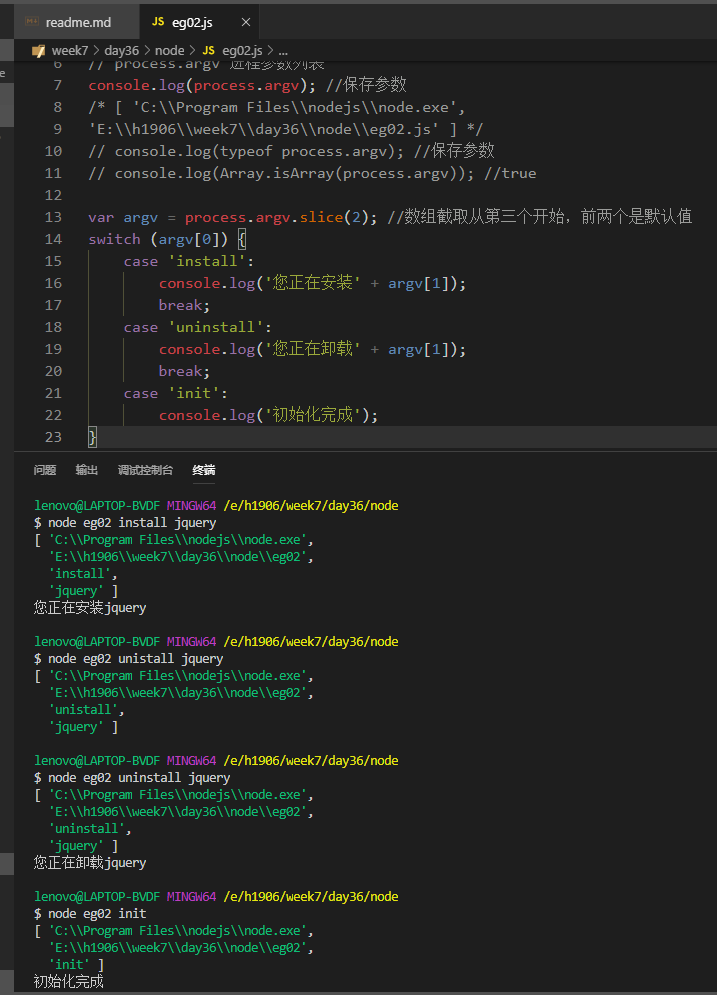 readme.md JS eg02.js ×
week7 > day36 > node > JS eg02.js > ...
6 // process.argv 进程参数列表
7 console.log(process.argv); //保存参数
8 /* [ 'C:\\Program Files\\nodejs\\node.exe',
9 'E:\\h1906\\week7\\day36\\node\\eg02.js' ] */
10 // console.log(typeof process.argv); //保存参数
11 // console.log(Array.isArray(process.argv)); //true
12
13 var argv = process.argv.slice(2); //数组截取从第三个开始，前两个是默认值
14 switch (argv[0]) {
15 case 'install':
16 console.log('您正在安装' + argv[1]);
17 break;
18 case 'uninstall':
19 console.log('您正在卸载' + argv[1]);
20 break;
21 case 'init':
22 console.log('初始化完成');
23 }
问题 输出 调试控制台 终端
lenovo@LAPTOP-BVDF MINGW64 /e/h1906/week7/day36/node
$ node eg02 install jquery
[ 'C:\\Program Files\\nodejs\\node.exe',
'E:\\h1906\\week7\\day36\\node\\eg02',
'install',
'jquery' ]
您正在安装jquery
lenovo@LAPTOP-BVDF MINGW64 /e/h1906/week7/day36/node
$ node eg02 unistall jquery
[ 'C:\\Program Files\\nodejs\\node.exe',
'E:\\h1906\\week7\\day36\\node\\eg02',
'unistall',
'jquery' ]
lenovo@LAPTOP-BVDF MINGW64 /e/h1906/week7/day36/node
$ node eg02 uninstall jquery
[ 'C:\\Program Files\\nodejs\\node.exe',
'E:\\h1906\\week7\\day36\\node\\eg02',
'uninstall',
'jquery' ]
您正在卸载jquery
lenovo@LAPTOP-BVDF MINGW64 /e/h1906/week7/day36/node
$ node eg02 init
[ 'C:\\Program Files\\nodejs\\node.exe',
'E:\\h1906\\week7\\day36\\node\\eg02',
'init' ]
初始化完成